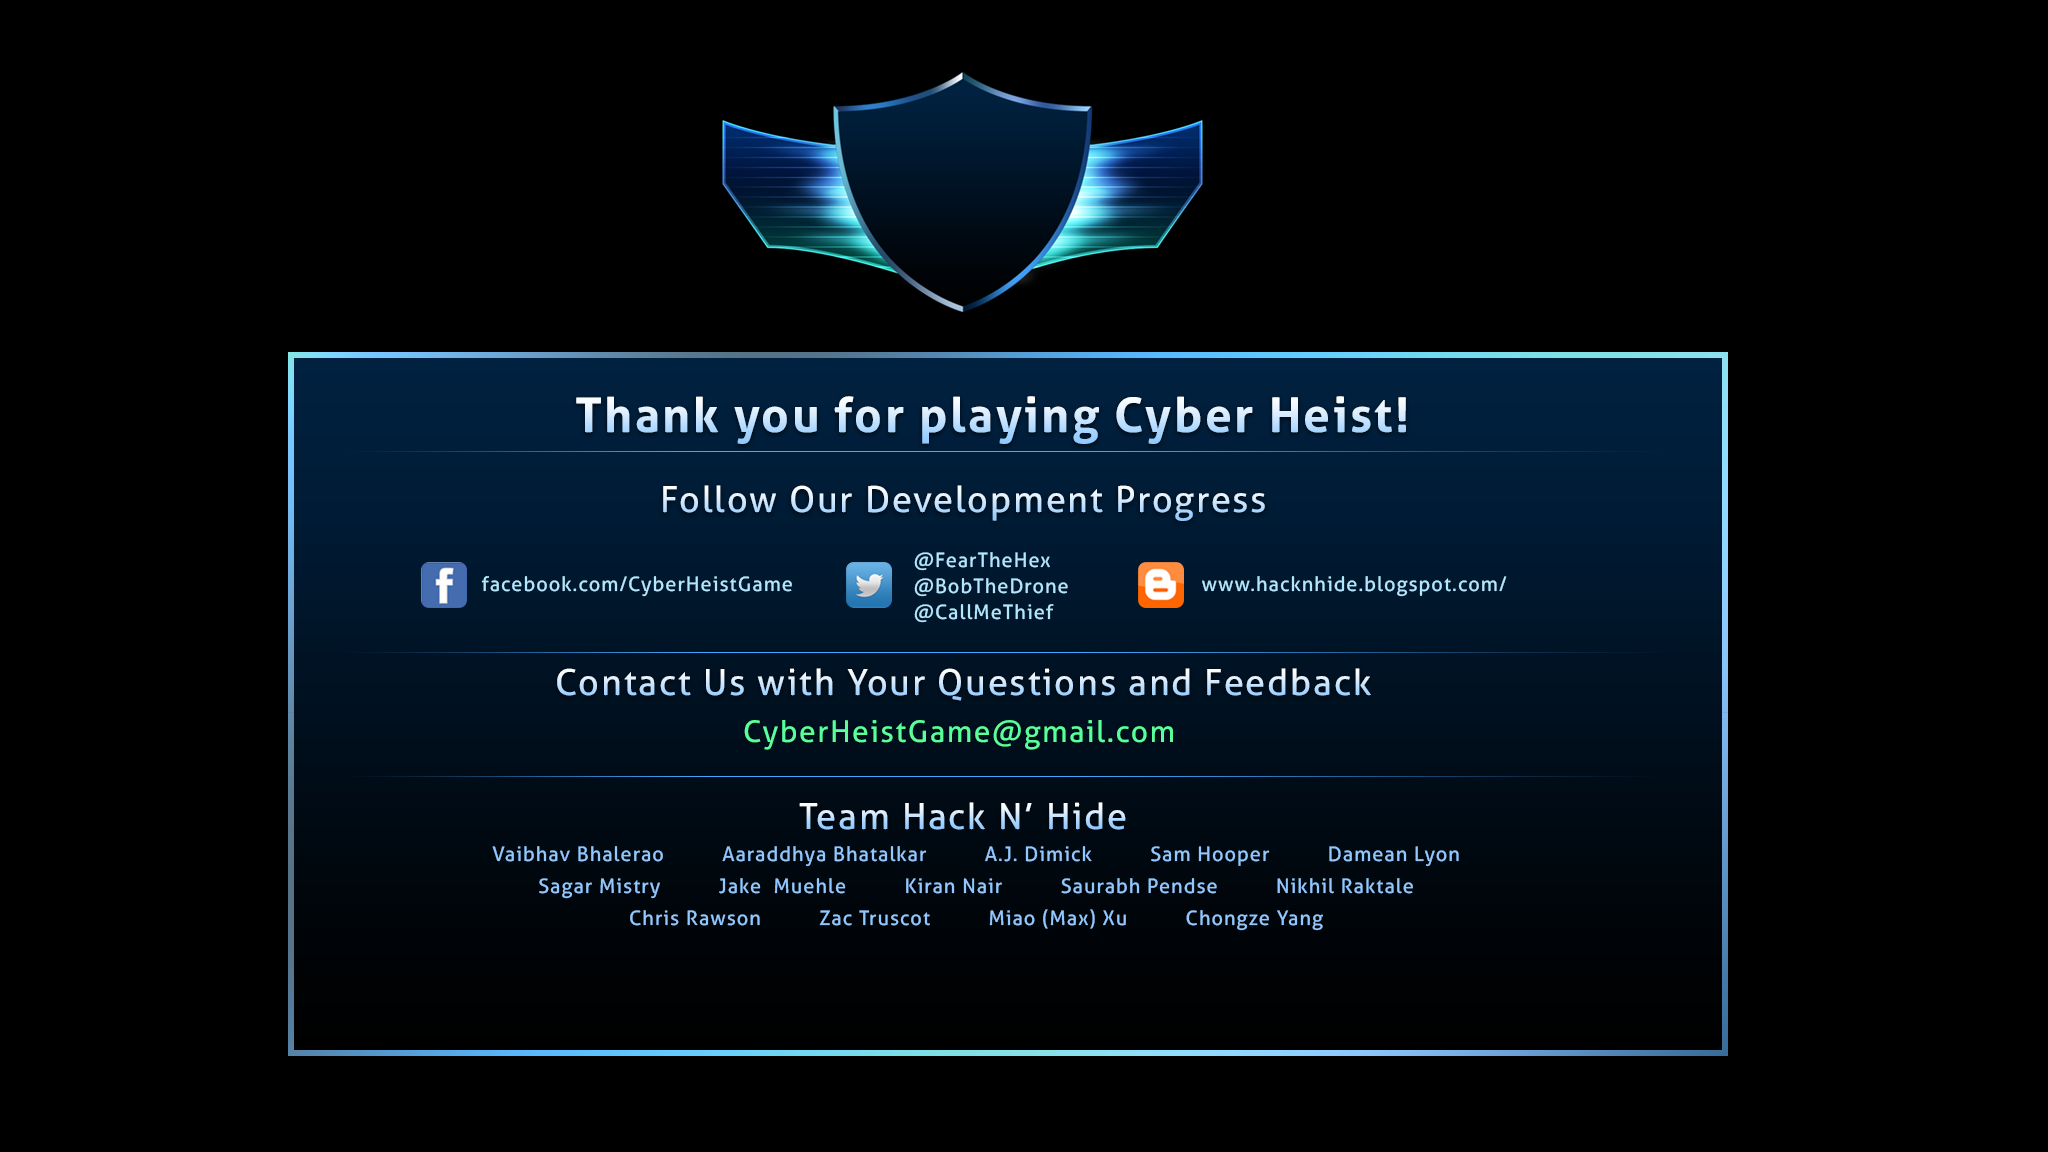 Thank you for playing Cyber Heist!
Follow Our Development Progress
facebook.com/CyberHeistGame
@FearTheHex
@BobTheDrone
@CallMeThief
www.hacknhide.blogspot.com/
Contact Us with Your Questions and Feedback
CyberHeistGame@gmail.com
Team Hack N’ Hide
Vaibhav Bhalerao Aaraddhya Bhatalkar A.J. Dimick Sam Hooper Damean Lyon
Sagar Mistry Jake Muehle Kiran Nair Saurabh Pendse Nikhil Raktale
Chris Rawson Zac Truscot Miao (Max) Xu Chongze Yang